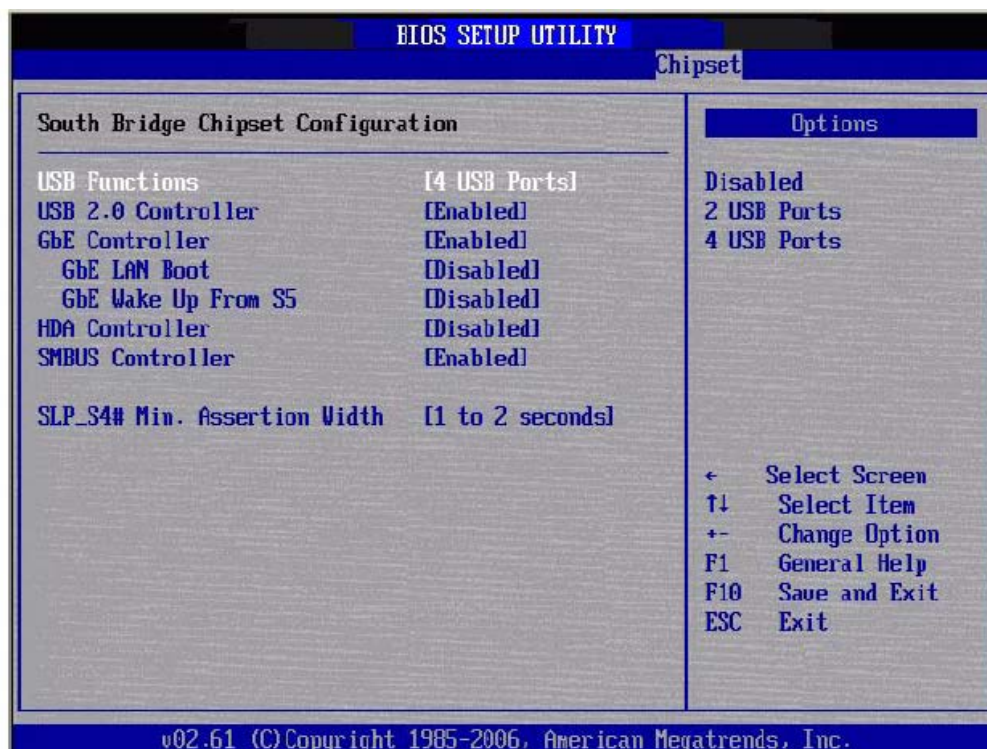 BIOS SETUP UTILITY
Chipset
South Bridge Chipset Configuration
USB Functions [4 USB Ports]
USB 2.0 Controller [Enabled]
GbE Controller [Enabled]
GbE LAN Boot [Disabled]
GbE Wake Up From S5 [Disabled]
HDA Controller [Disabled]
SMBUS Controller [Enabled]
SLP_S4# Min. Assertion Width [1 to 2 seconds]
Options
Disabled
2 USB Ports
4 USB Ports
← Select Screen
↑↓ Select Item
+- Change Option
F1 General Help
F10 Save and Exit
ESC Exit
v02.61 (C)Copyright 1985-2006, American Megatrends, Inc.